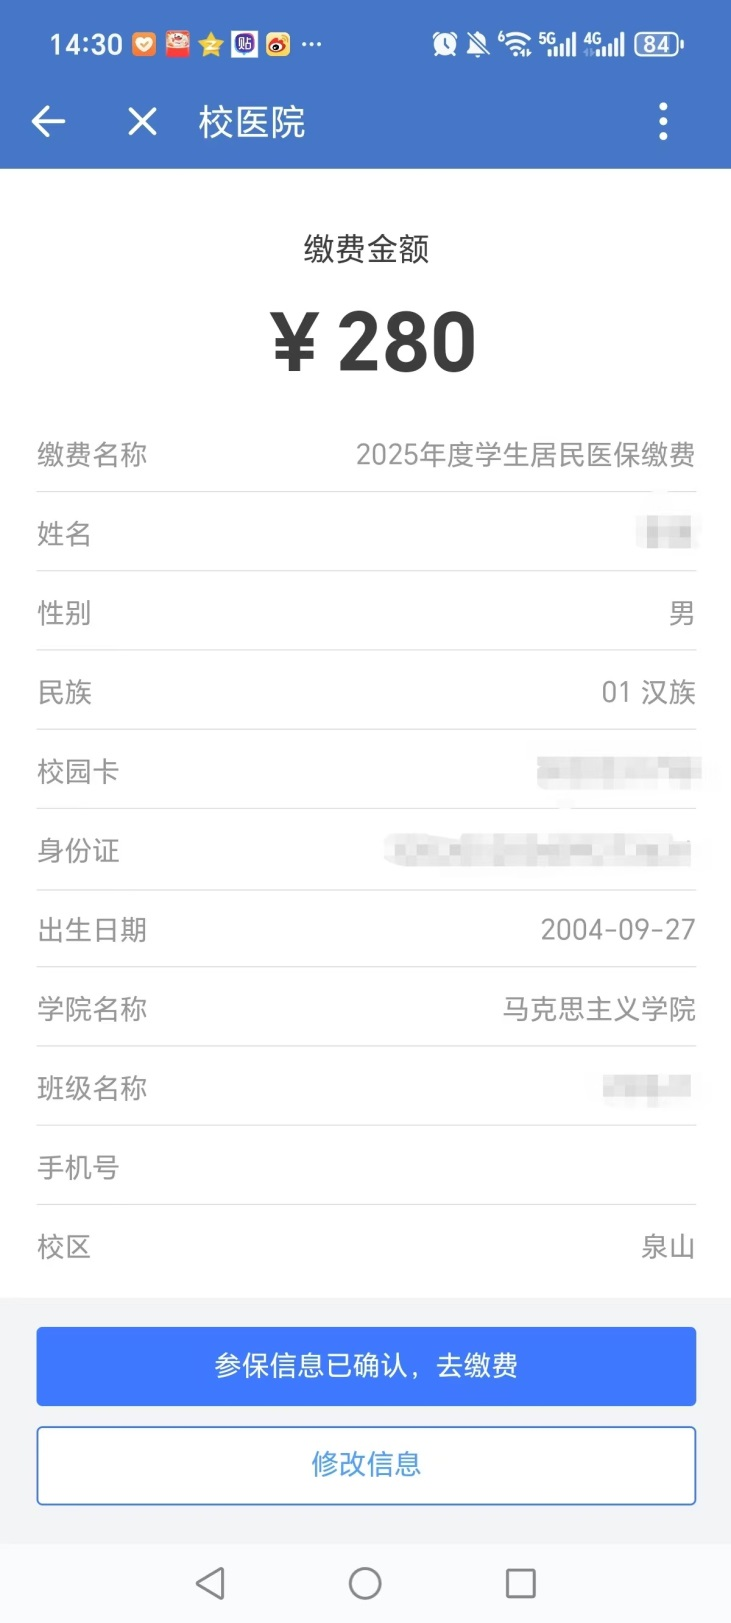 14:30 贴 ··· 6 5G 4G 84
校医院
缴费金额
¥280
缴费名称 2025年度学生居民医保缴费
姓名
性别 男
民族 01 汉族
校园卡
身份证
出生日期 2004-09-27
学院名称 马克思主义学院
班级名称
手机号
校区 泉山
参保信息已确认，去缴费
修改信息